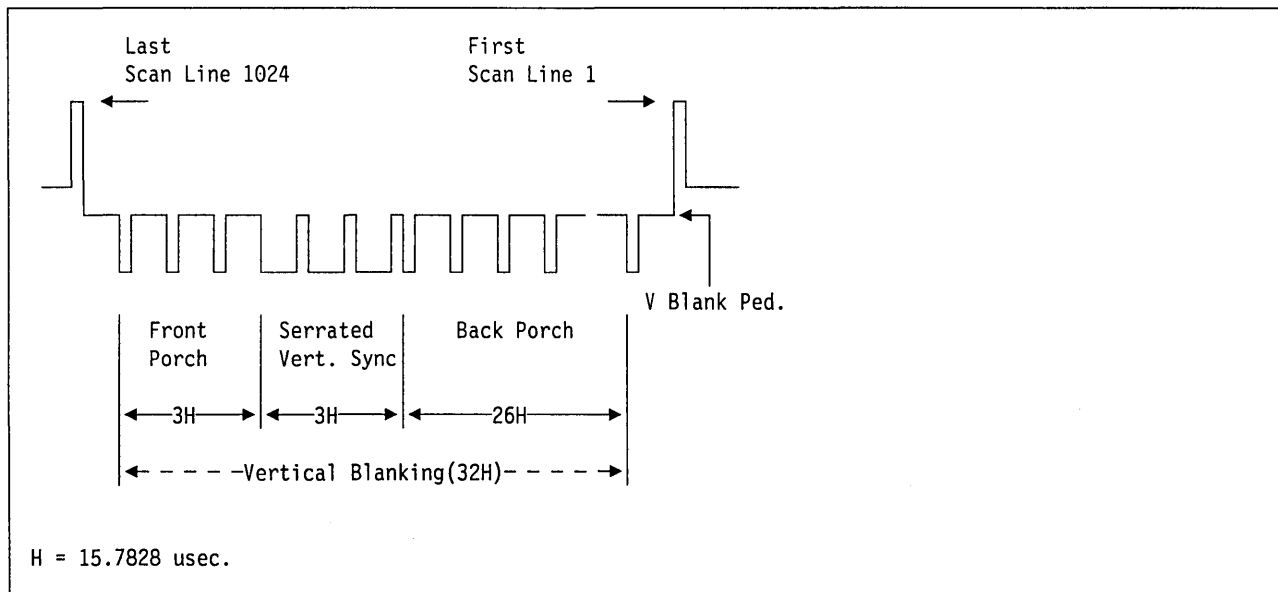 Last
Scan Line 1024
First
Scan Line 1
V Blank Ped.
Front
Porch
Serrated
Vert. Sync
Back Porch
3H
3H
26H
Vertical Blanking(32H)
H = 15.7828 usec.